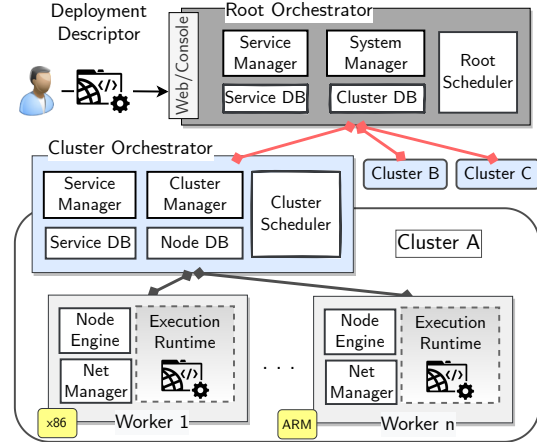 Deployment
Descriptor
Root Orchestrator
Web/Console
Service
Manager
System
Manager
Root
Scheduler
Service DB
Cluster DB
Cluster Orchestrator
Cluster B
Cluster C
Service
Manager
Cluster
Manager
Cluster
Scheduler
Service DB
Node DB
Cluster A
Node
Engine
Execution
Runtime
Net
Manager
x86
Worker 1
. . .
Node
Engine
Execution
Runtime
Net
Manager
ARM
Worker n